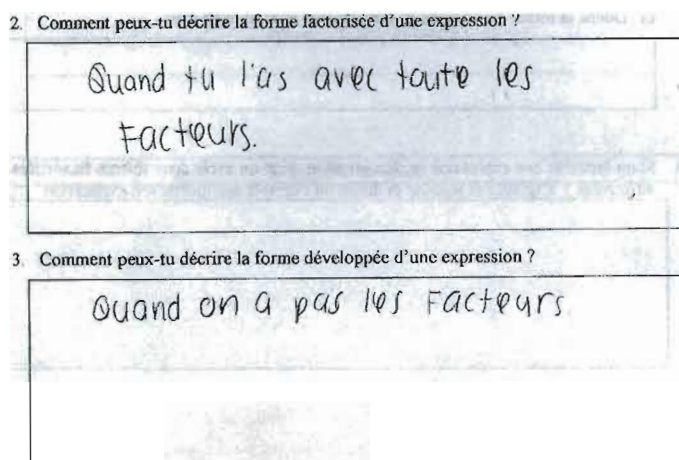 2. Comment peux-tu décrire la forme factorisée d'une expression ?
Quand tu l'as avec toute les
facteurs.
3. Comment peux-tu décrire la forme développée d'une expression ?
Quand on a pas les facteurs